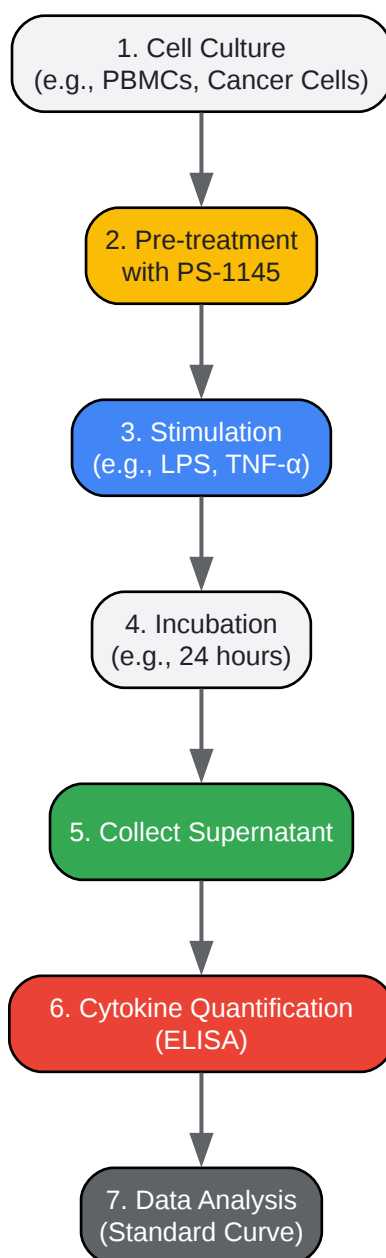 1. Cell Culture
(e.g., PBMCs, Cancer Cells)
2. Pre-treatment
with PS-1145
3. Stimulation
(e.g., LPS, TNF-α)
4. Incubation
(e.g., 24 hours)
5. Collect Supernatant
6. Cytokine Quantification
(ELISA)
7. Data Analysis
(Standard Curve)